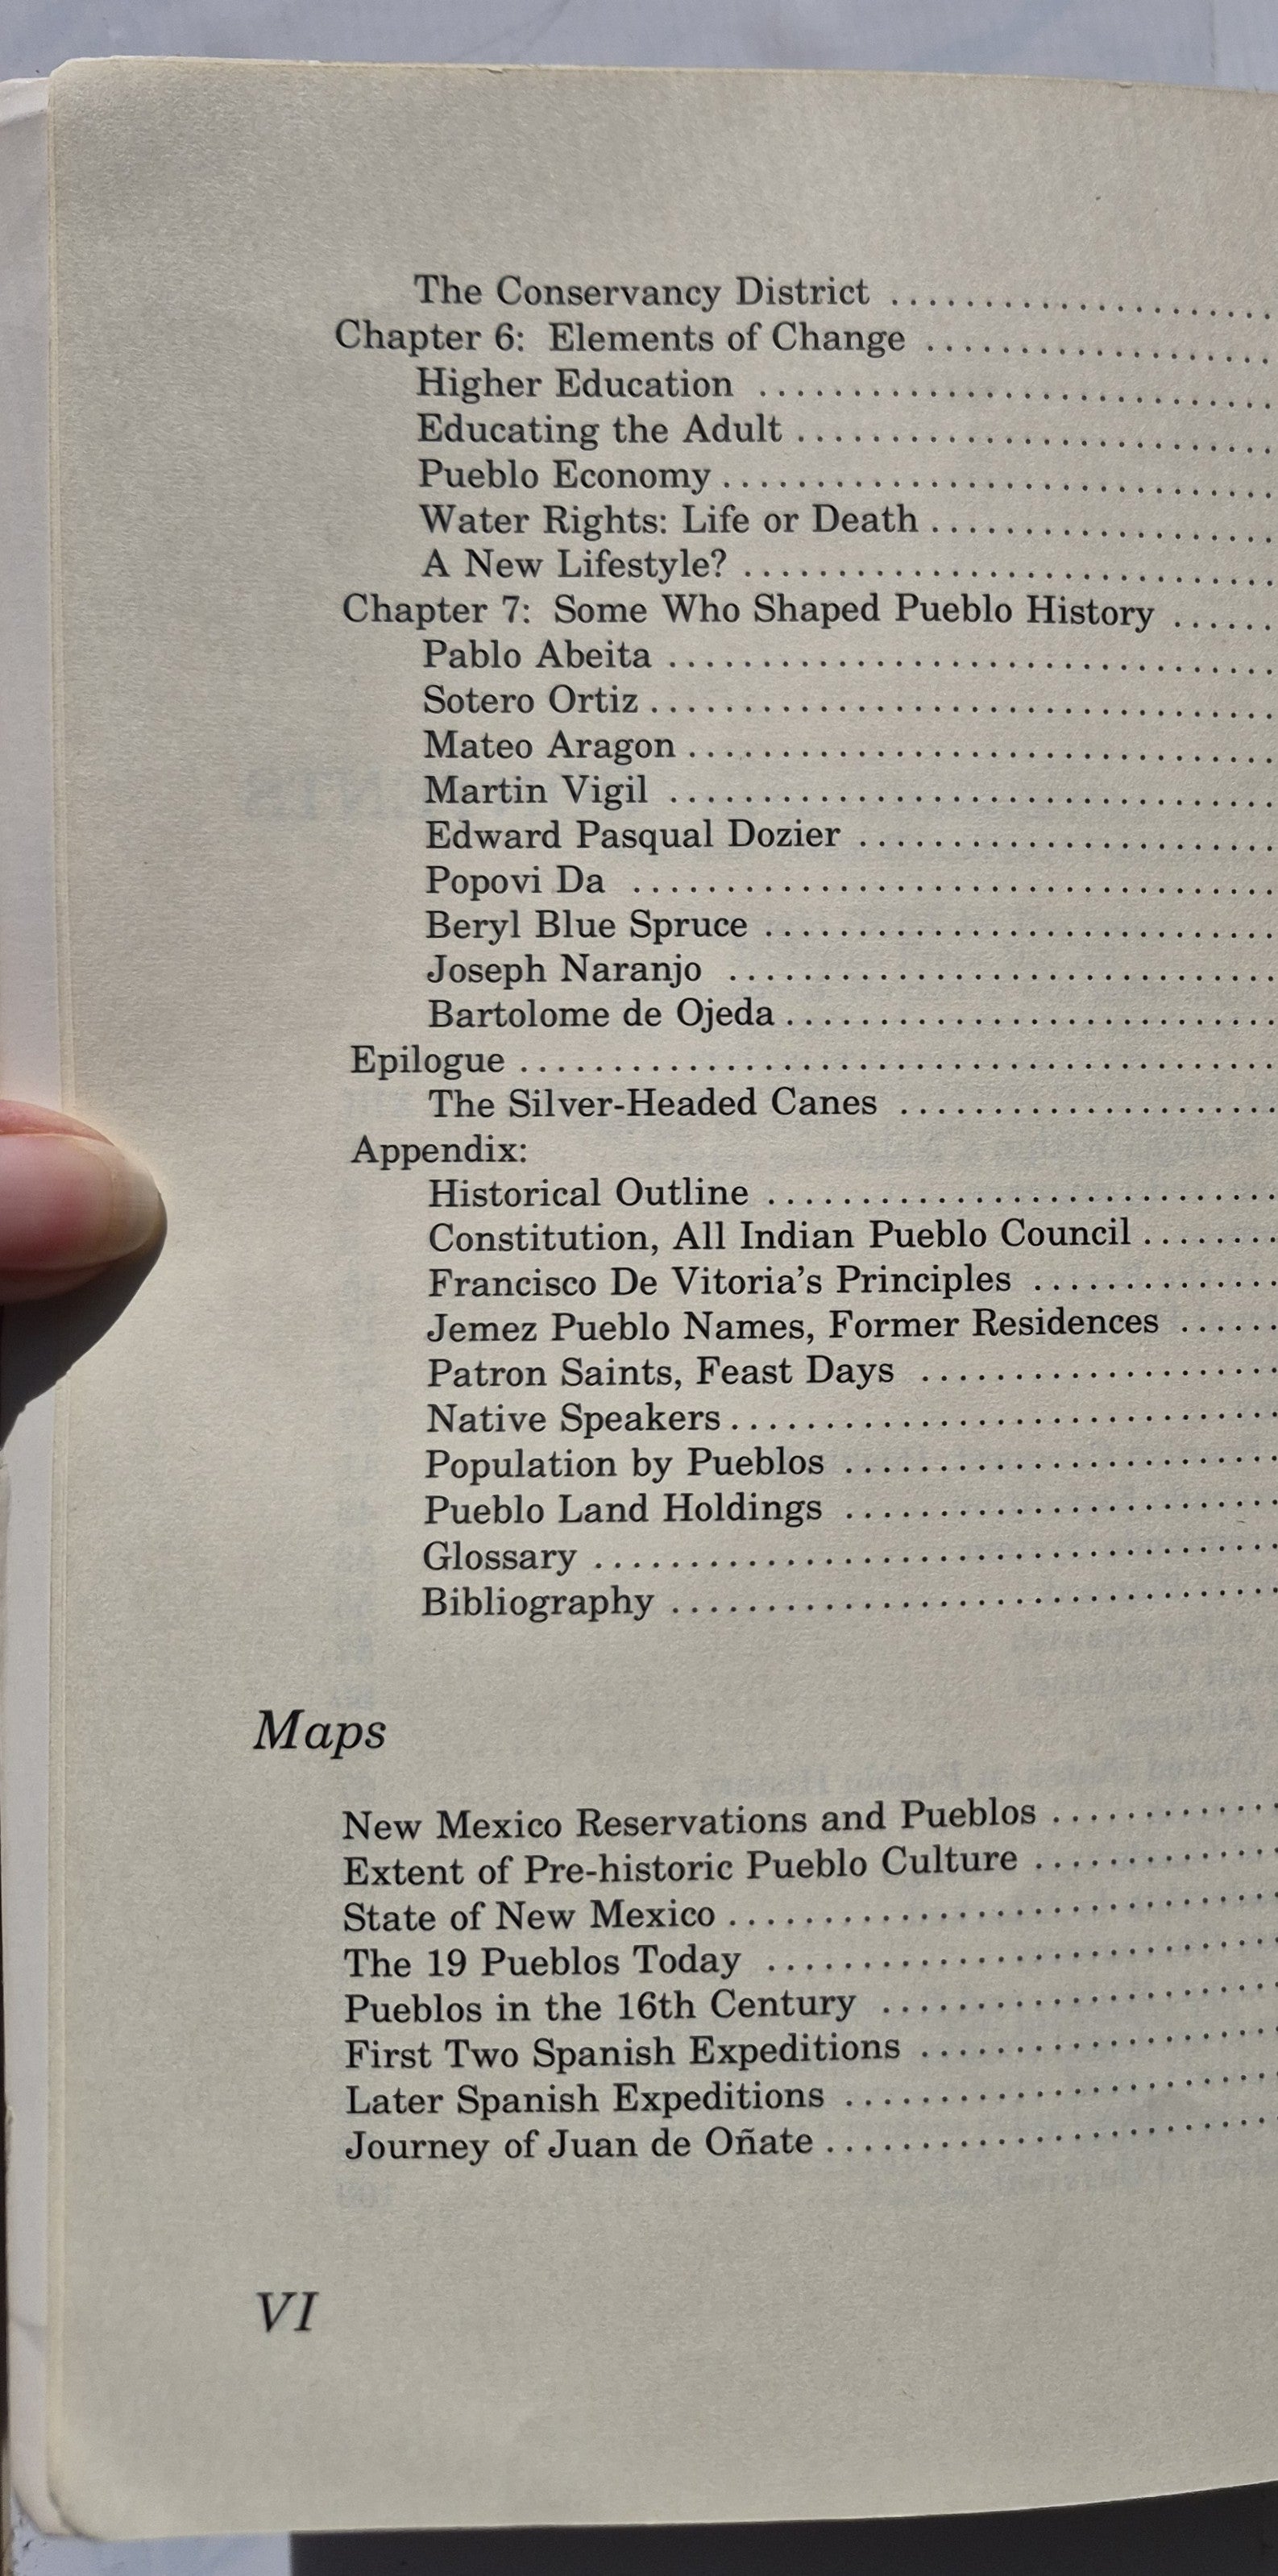 The Conservancy District ....................
Chapter 6: Elements of Change ...................
Higher Education ............................
Educating the Adult ..........................
Pueblo Economy ..............................
Water Rights: Life or Death ...................
A New Lifestyle? .............................
Chapter 7: Some Who Shaped Pueblo History ......
Pablo Abeita .................................
Sotero Ortiz ..................................
Mateo Aragon ................................
Martin Vigil .................................
Edward Pasqual Dozier ......................
Popovi Da ...................................
Beryl Blue Spruce ............................
Joseph Naranjo ..............................
Bartolome de Ojeda ...........................
Epilogue .........................................
The Silver-Headed Canes ....................
Appendix:
Historical Outline ............................
Constitution, All Indian Pueblo Council ........
Francisco De Vitoria's Principles .............
Jemez Pueblo Names, Former Residences ......
Patron Saints, Feast Days ....................
Native Speakers ..............................
Population by Pueblos .......................
Pueblo Land Holdings .......................
Glossary .....................................
Bibliography .................................
Maps
New Mexico Reservations and Pueblos ............
Extent of Pre-historic Pueblo Culture .............
State of New Mexico ..............................
The 19 Pueblos Today ............................
Pueblos in the 16th Century ......................
First Two Spanish Expeditions ....................
Later Spanish Expeditions ........................
Journey of Juan de Oñate .........................
VI